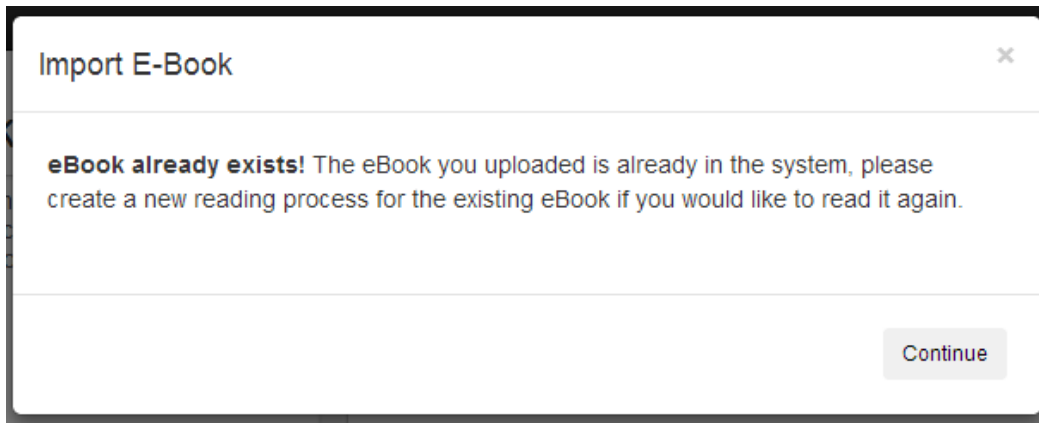 Import E-Book
×
eBook already exists! The eBook you uploaded is already in the system, please
create a new reading process for the existing eBook if you would like to read it again.
Continue